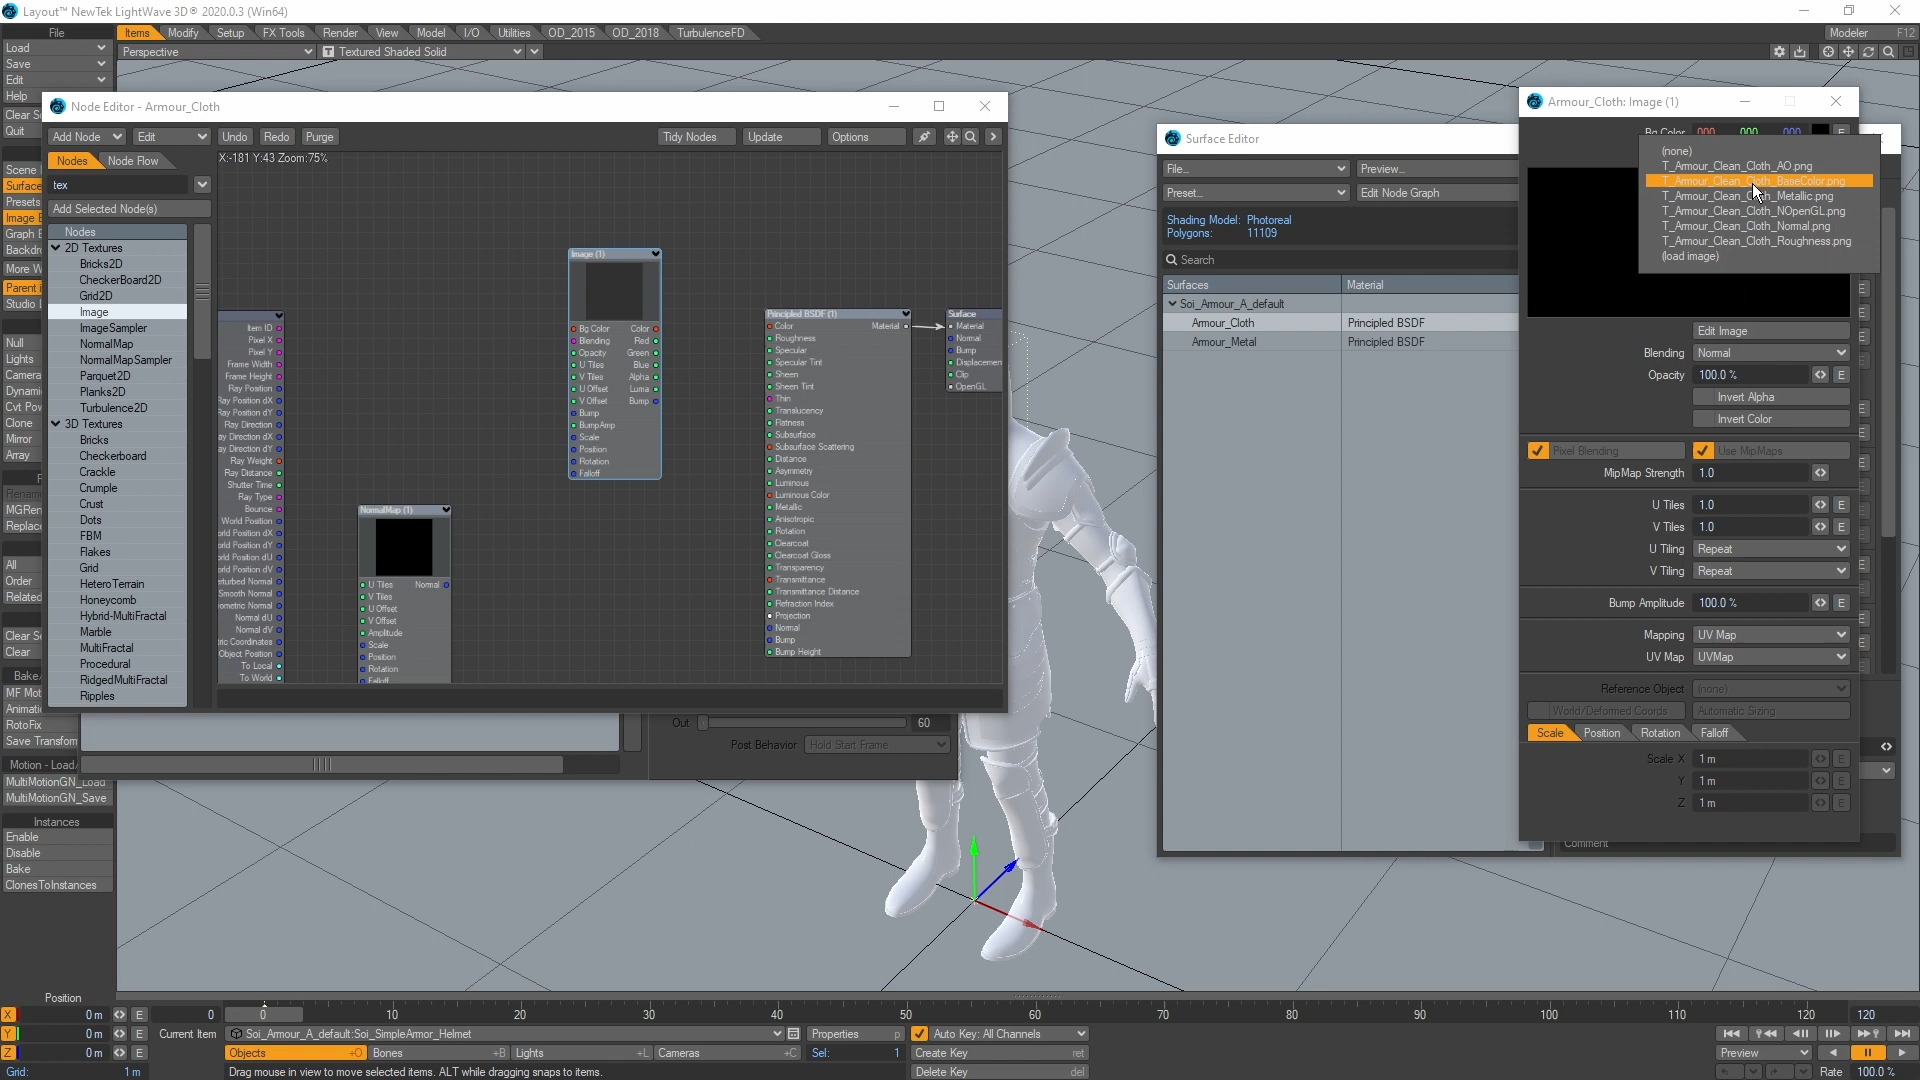 Layout™ NewTek LightWave 3D® 2020.0.3 (Win64)
File
Items Modify Setup FX Tools Render View Model I/O Utilities OD_2015 OD_2018 TurbulenceFD
Modeler F12
Load
Perspective
Textured Shaded Solid
Save
Edit
Help
Clear S
Quit
Scene
Surface
Presets
Image E
Graph E
Backdr
More W
Parent i
Studio L
Null
Lights
Camera
Dynami
Cvt Pow
Clone
Mirror
Array
Rename
MGRen
Replace
All
Order
Related
Clear Se
Clear
Bake/
MF Mot
Animati
RotoFix
Save Transform
Motion - Load/
MultiMotionGN_Load
MultiMotionGN_Save
Instances
Enable
Disable
Bake
ClonesToInstances
Node Editor - Armour_Cloth
Add Node Edit Undo Redo Purge Tidy Nodes Update Options
Nodes Node Flow
X:-181 Y:43 Zoom:75%
tex
Add Selected Node(s)
Nodes
2D Textures
Bricks2D
CheckerBoard2D
Grid2D
Image
ImageSampler
NormalMap
NormalMapSampler
Parquet2D
Planks2D
Turbulence2D
3D Textures
Bricks
Checkerboard
Crackle
Crumple
Crust
Dots
FBM
Flakes
Grid
HeteroTerrain
Honeycomb
Hybrid-MultiFractal
Marble
MultiFractal
Procedural
RidgedMultiFractal
Ripples
Item ID
Pixel X
Pixel Y
Frame Width
Frame Height
Ray Position
Ray Position dX
Ray Position dY
Ray Direction
ay Direction dX
ay Direction dY
Ray Weight
Ray Distance
Shutter Time
Ray Type
Bounce
World Position
orld Position dX
orld Position dY
rld Position dU
orld Position dV
erturbed Normal
Smooth Normal
eometric Normal
Normal dU
Normal dV
ric Coordinates
Object Position
To Local
To World
Image (1)
Bg Color Color
Blending Red
Opacity Green
U Tiles Blue
V Tiles Alpha
U Offset Luma
V Offset Bump
Bump
BumpAmp
Scale
Position
Rotation
Falloff
NormalMap (1)
U Tiles Normal
V Tiles
U Offset
V Offset
Amplitude
Scale
Position
Rotation
Falloff
Principled BSDF (1)
Color Material
Roughness
Specular
Specular Tint
Sheen
Sheen Tint
Thin
Translucency
Flatness
Subsurface
Subsurface Scattering
Distance
Asymmetry
Luminous
Luminous Color
Metallic
Anisotropic
Rotation
Clearcoat
Clearcoat Gloss
Transparency
Transmittance
Transmittance Distance
Refraction Index
Projection
Normal
Bump
Bump Height
Surface
Material
Normal
Bump
Displacemen
Clip
OpenGL
Out 60
Post Behavior Hold Start Frame
Surface Editor
File... Preview...
Preset... Edit Node Graph
Shading Model: Photoreal
Polygons: 11109
Search
Surfaces Material
Soi_Armour_A_default
Armour_Cloth Principled BSDF
Armour_Metal Principled BSDF
Comment
Armour_Cloth: Image (1)
Bg Color 000 000 000 E
(none)
T_Armour_Clean_Cloth_AO.png
T_Armour_Clean_Cloth_BaseColor.png
T_Armour_Clean_Cloth_Metallic.png
T_Armour_Clean_Cloth_NOpenGL.png
T_Armour_Clean_Cloth_Normal.png
T_Armour_Clean_Cloth_Roughness.png
(load image)
Edit Image
Blending Normal
Opacity 100.0 % E
Invert Alpha
Invert Color
Pixel Blending Use MipMaps
MipMap Strength 1.0
U Tiles 1.0 E
V Tiles 1.0 E
U Tiling Repeat
V Tiling Repeat
Bump Amplitude 100.0 % E
Mapping UV Map
UV Map UVMap
Reference Object (none)
World/Deformed Coords Automatic Sizing
Scale Position Rotation Falloff
Scale X 1 m E
Y 1 m E
Z 1 m E
Position
X 0 m E 0
0 10 20 30 40 50 60 70 80 90 100 110 120 120
Y 0 m E Current Item Soi_Armour_A_default:Soi_SimpleArmor_Helmet Properties p Auto Key: All Channels
Z 0 m E Objects +O Bones +B Lights +L Cameras +C Sel: 1 Create Key ret Preview
Grid: 1 m Drag mouse in view to move selected items. ALT while dragging snaps to items. Delete Key del Rate 100.0 %